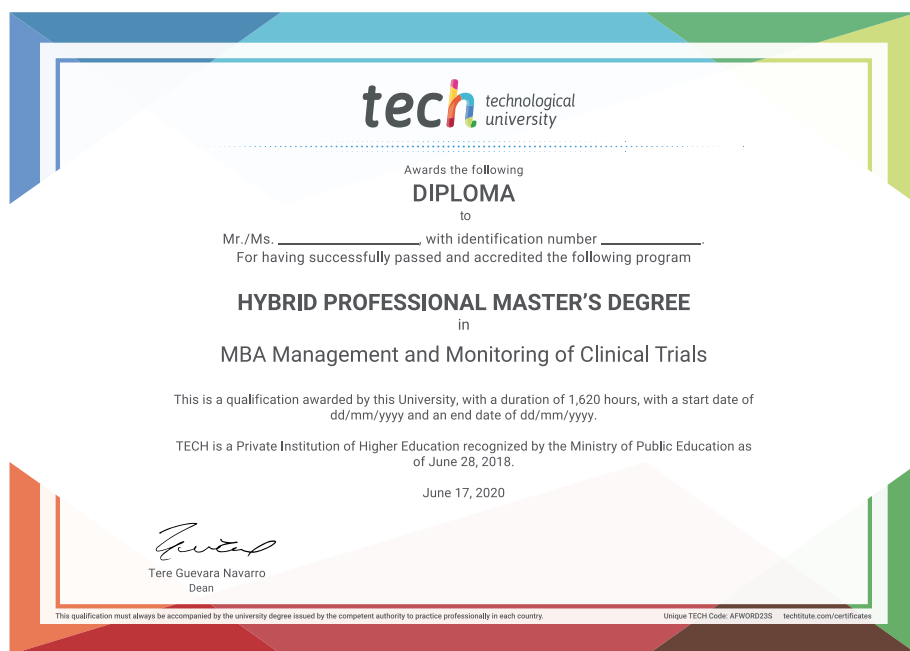 tech technological
university
Awards the following
DIPLOMA
to
Mr./Ms. ________________, with identification number ____________.
For having successfully passed and accredited the following program
HYBRID PROFESSIONAL MASTER'S DEGREE
in
MBA Management and Monitoring of Clinical Trials
This is a qualification awarded by this University, with a duration of 1,620 hours, with a start date of
dd/mm/yyyy and an end date of dd/mm/yyyy.
TECH is a Private Institution of Higher Education recognized by the Ministry of Public Education as
of June 28, 2018.
June 17, 2020
Tere Guevara Navarro
Dean
This qualification must always be accompanied by the university degree issued by the competent authority to practice professionally in each country.
Unique TECH Code: AFWORD23S techtitute.com/certificates